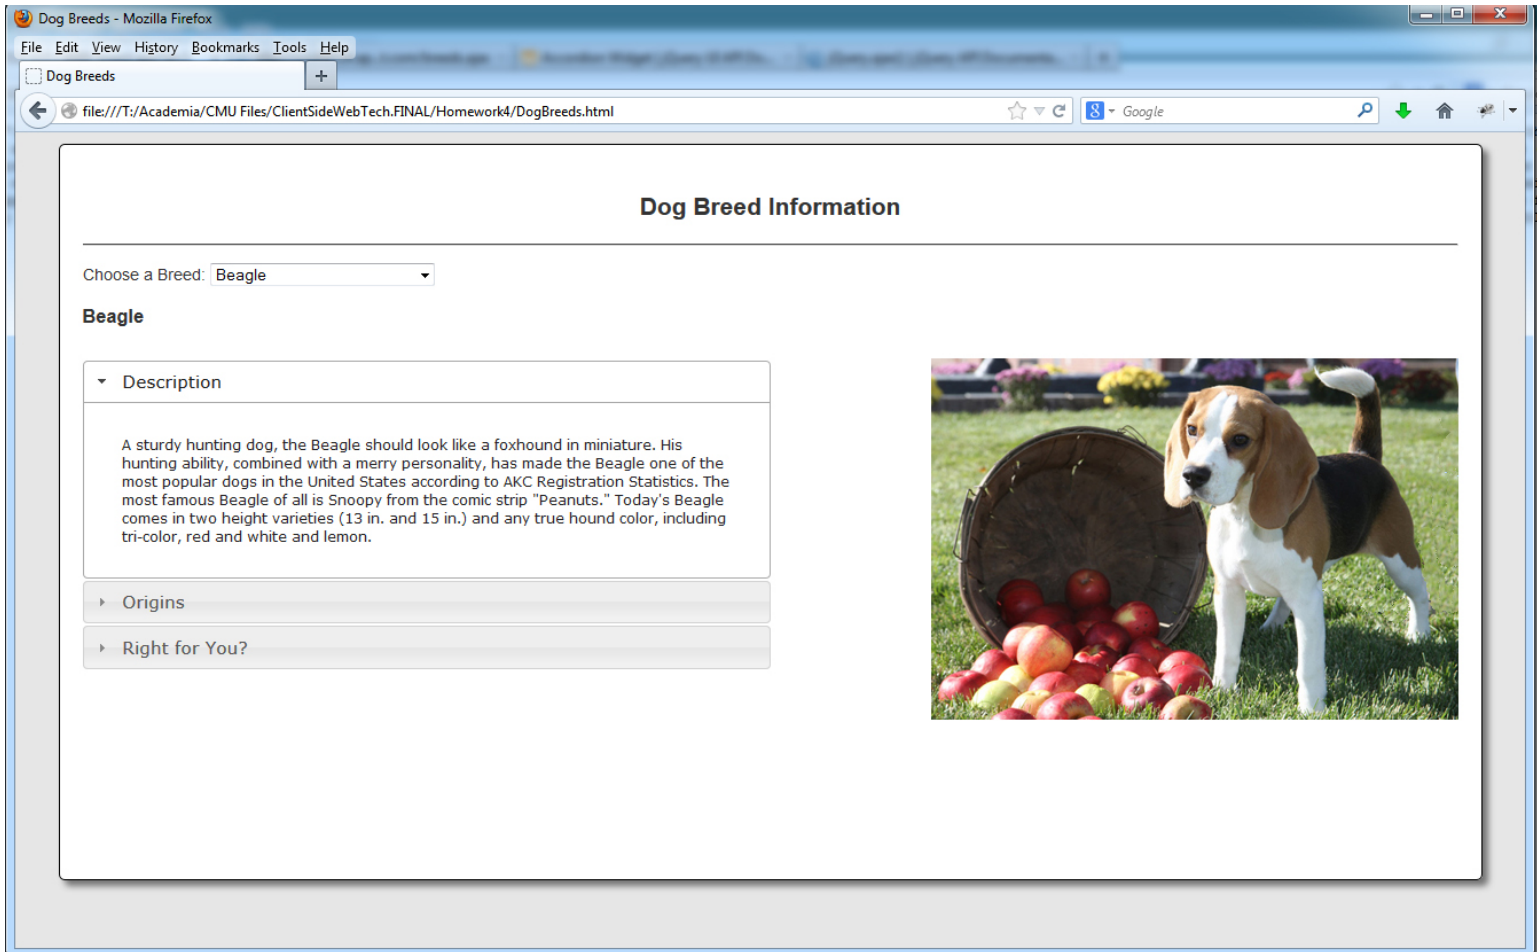 Dog Breeds - Mozilla Firefox
File Edit View History Bookmarks Tools Help
Dog Breeds
file:///T:/Academia/CMU Files/ClientSideWebTech.FINAL/Homework4/DogBreeds.html
Google
Dog Breed Information
Choose a Breed: Beagle
Beagle
Description
A sturdy hunting dog, the Beagle should look like a foxhound in miniature. His
hunting ability, combined with a merry personality, has made the Beagle one of the
most popular dogs in the United States according to AKC Registration Statistics. The
most famous Beagle of all is Snoopy from the comic strip "Peanuts." Today's Beagle
comes in two height varieties (13 in. and 15 in.) and any true hound color, including
tri-color, red and white and lemon.
Origins
Right for You?